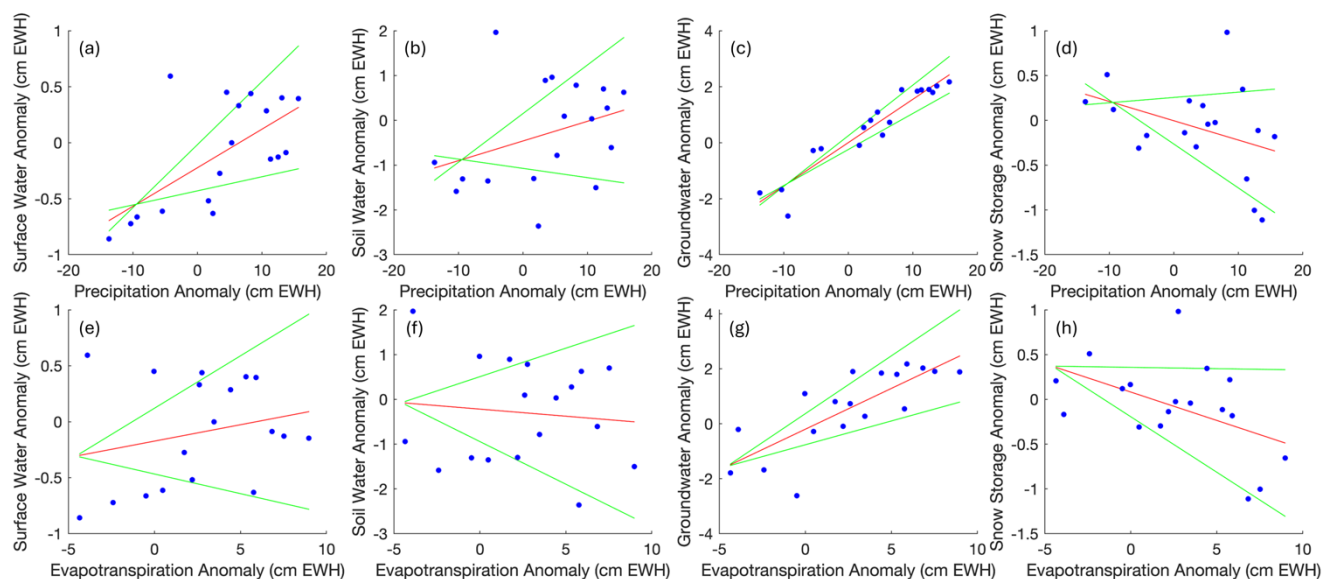 (a)
Surface Water Anomaly (cm EWH)
1
0.5
0
-0.5
-1
-20 -10 0 10 20
Precipitation Anomaly (cm EWH)
(b)
Soil Water Anomaly (cm EWH)
2
1
0
-1
-2
-3
-20 -10 0 10 20
Precipitation Anomaly (cm EWH)
(c)
Groundwater Anomaly (cm EWH)
4
2
0
-2
-4
-20 -10 0 10 20
Precipitation Anomaly (cm EWH)
(d)
Snow Storage Anomaly (cm EWH)
1
0.5
0
-0.5
-1
-1.5
-20 -10 0 10 20
Precipitation Anomaly (cm EWH)
(e)
Surface Water Anomaly (cm EWH)
1
0.5
0
-0.5
-1
-5 0 5 10
Evapotranspiration Anomaly (cm EWH)
(f)
Soil Water Anomaly (cm EWH)
2
1
0
-1
-2
-3
-5 0 5 10
Evapotranspiration Anomaly (cm EWH)
(g)
Groundwater Anomaly (cm EWH)
4
2
0
-2
-4
-5 0 5 10
Evapotranspiration Anomaly (cm EWH)
(h)
Snow Storage Anomaly (cm EWH)
1
0.5
0
-0.5
-1
-1.5
-5 0 5 10
Evapotranspiration Anomaly (cm EWH)